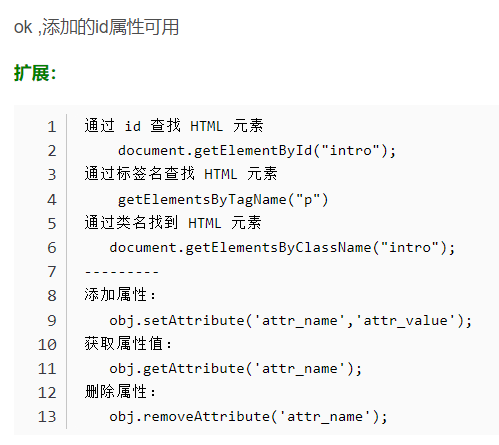 ok ,添加的id属性可用
扩展：
1 通过 id 查找 HTML 元素
2 document.getElementById("intro");
3 通过标签名查找 HTML 元素
4 getElementsByTagName("p")
5 通过类名找到 HTML 元素
6 document.getElementsByClassName("intro");
7 ---------
8 添加属性：
9 obj.setAttribute('attr_name','attr_value');
10 获取属性值：
11 obj.getAttribute('attr_name');
12 删除属性：
13 obj.removeAttribute('attr_name');